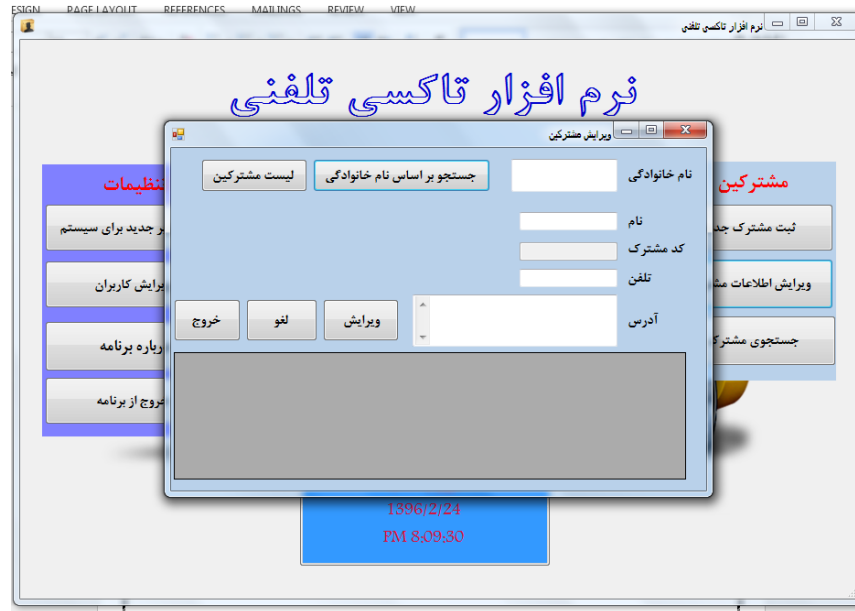 DESIGN PAGE LAYOUT REFERENCES MAILINGS REVIEW VIEW
نرم افزار تاکسی تلفنی
نرم افزار تاکسی تلفنی
ویرایش مشترکین
نام خانوادگی
جستجو بر اساس نام خانوادگی
لیست مشترکین
نام
کد مشترک
تلفن
آدرس
ویرایش
لغو
خروج
مشترکین
ثبت مشترک جد
ویرایش اطلاعات مش
جستجوی مشترک
تنظیمات
ر جدید برای سیستم
یرایش کاربران
رباره برنامه
خروج از برنامه
1396/2/24
PM 8:09:30